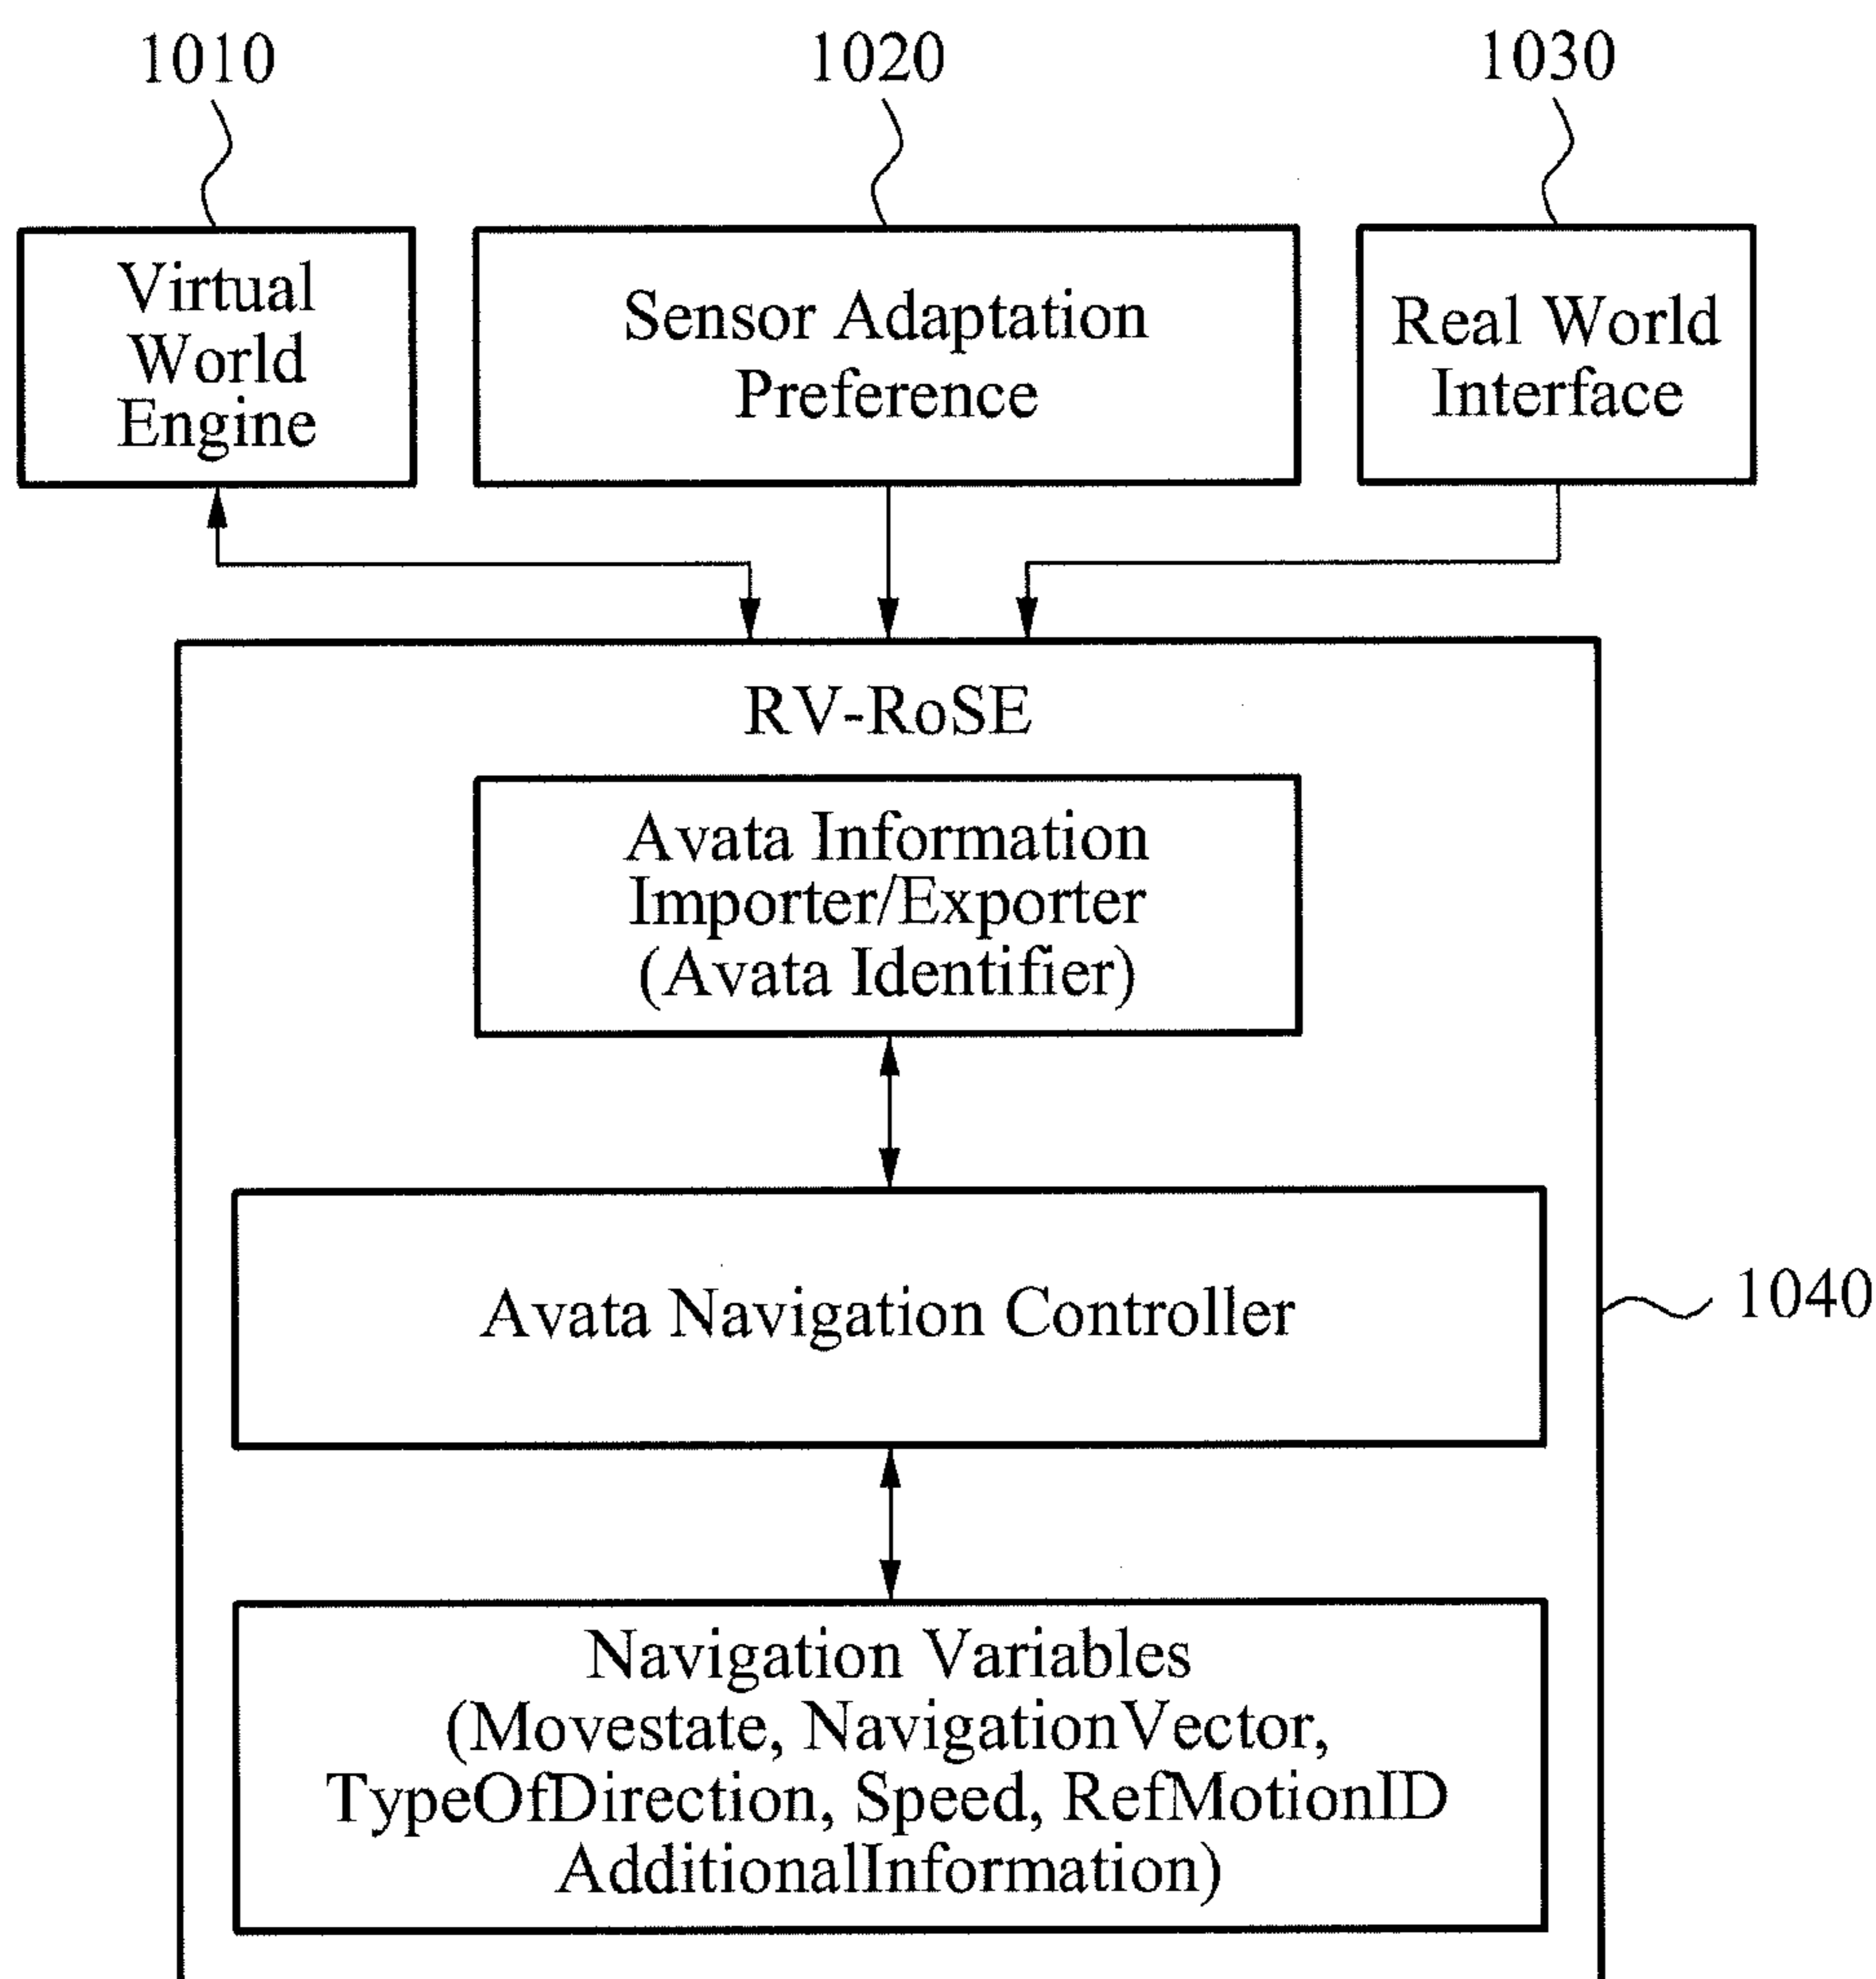 1010
1020
1030
Virtual
World
Engine
Sensor Adaptation
Preference
Real World
Interface
RV-RoSE
Avata Information
Importer/Exporter
(Avata Identifier)
Avata Navigation Controller
1040
Navigation Variables
(Movestate, NavigationVector,
TypeOfDirection, Speed, RefMotionID
AdditionalInformation)